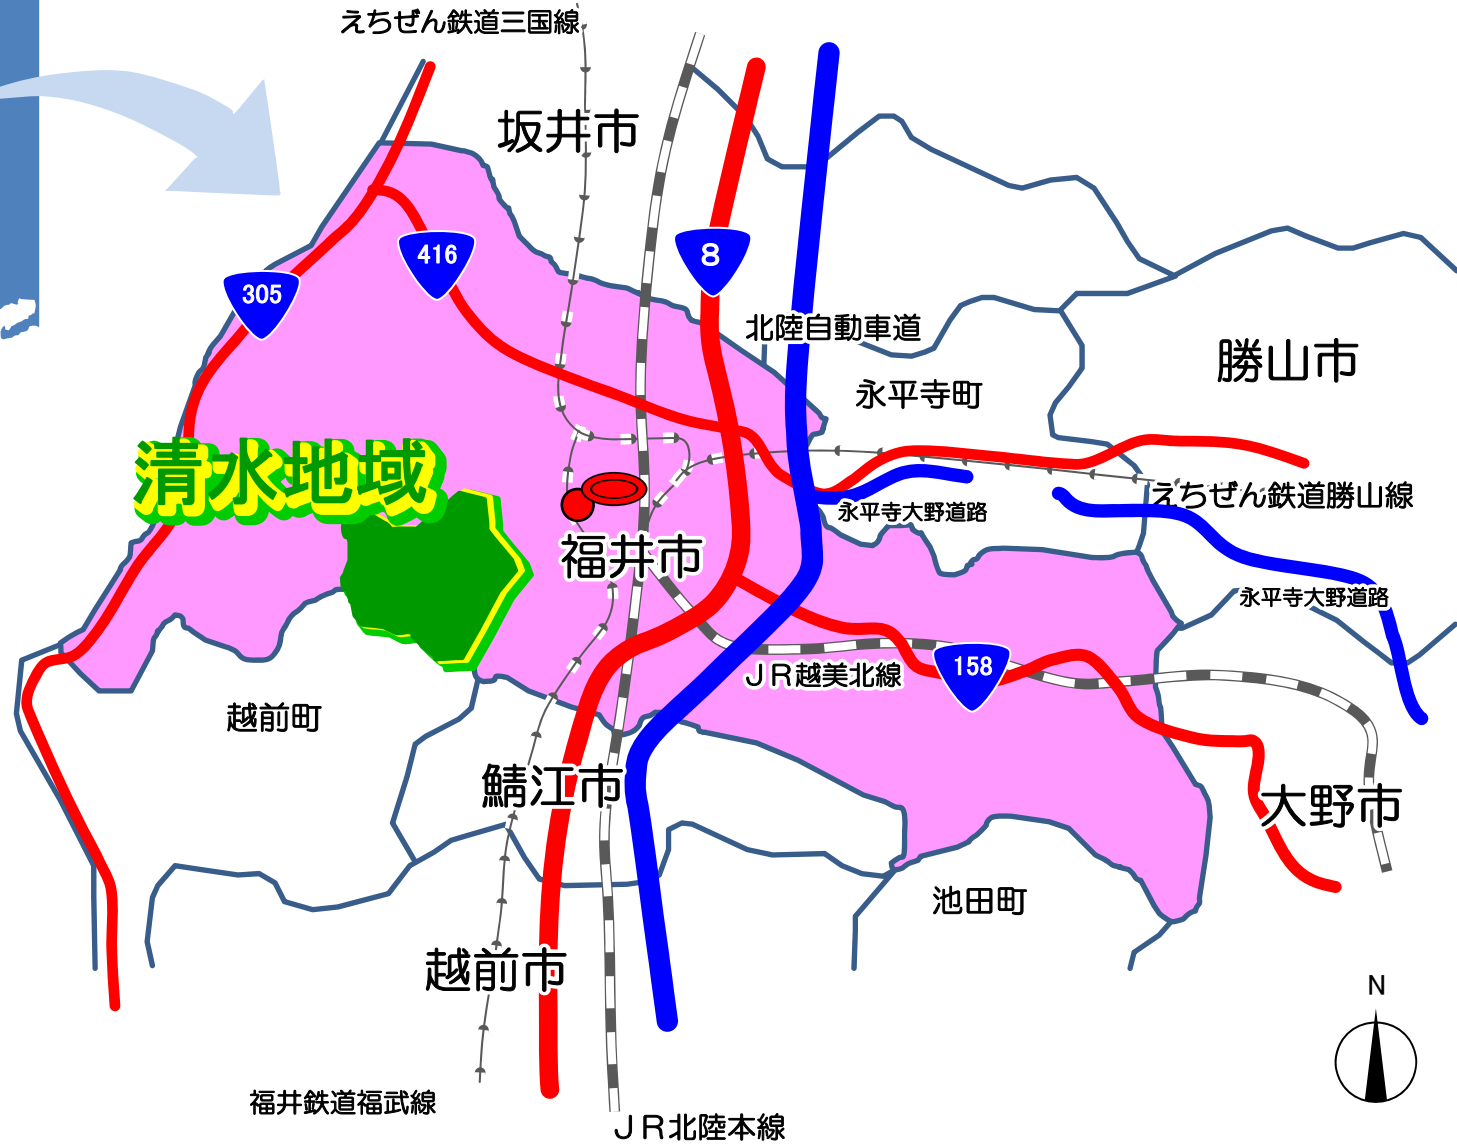 えちぜん鉄道三国線
坂井市
416
8
305
北陸自動車道
勝山市
永平寺町
清水地域
えちぜん鉄道勝山線
永平寺大野道路
福井市
永平寺大野道路
158
ＪＲ越美北線
越前町
鯖江市
大野市
池田町
越前市
N
福井鉄道福武線
ＪＲ北陸本線